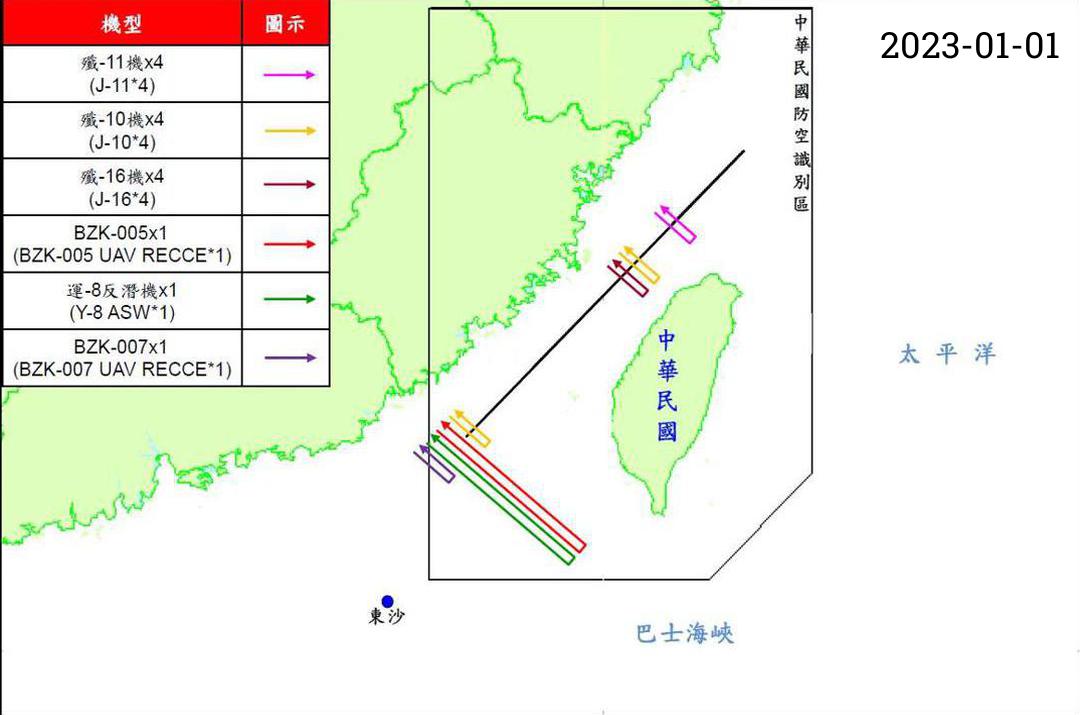 機型 圖示
殲-11機x4
(J-11*4)
殲-10機x4
(J-10*4)
殲-16機x4
(J-16*4)
BZK-005x1
(BZK-005 UAV RECCE*1)
運-8反潛機x1
(Y-8 ASW*1)
BZK-007x1
(BZK-007 UAV RECCE*1)
中華民國防空識別區
2023-01-01
中華民國
太平洋
東沙
巴士海峽